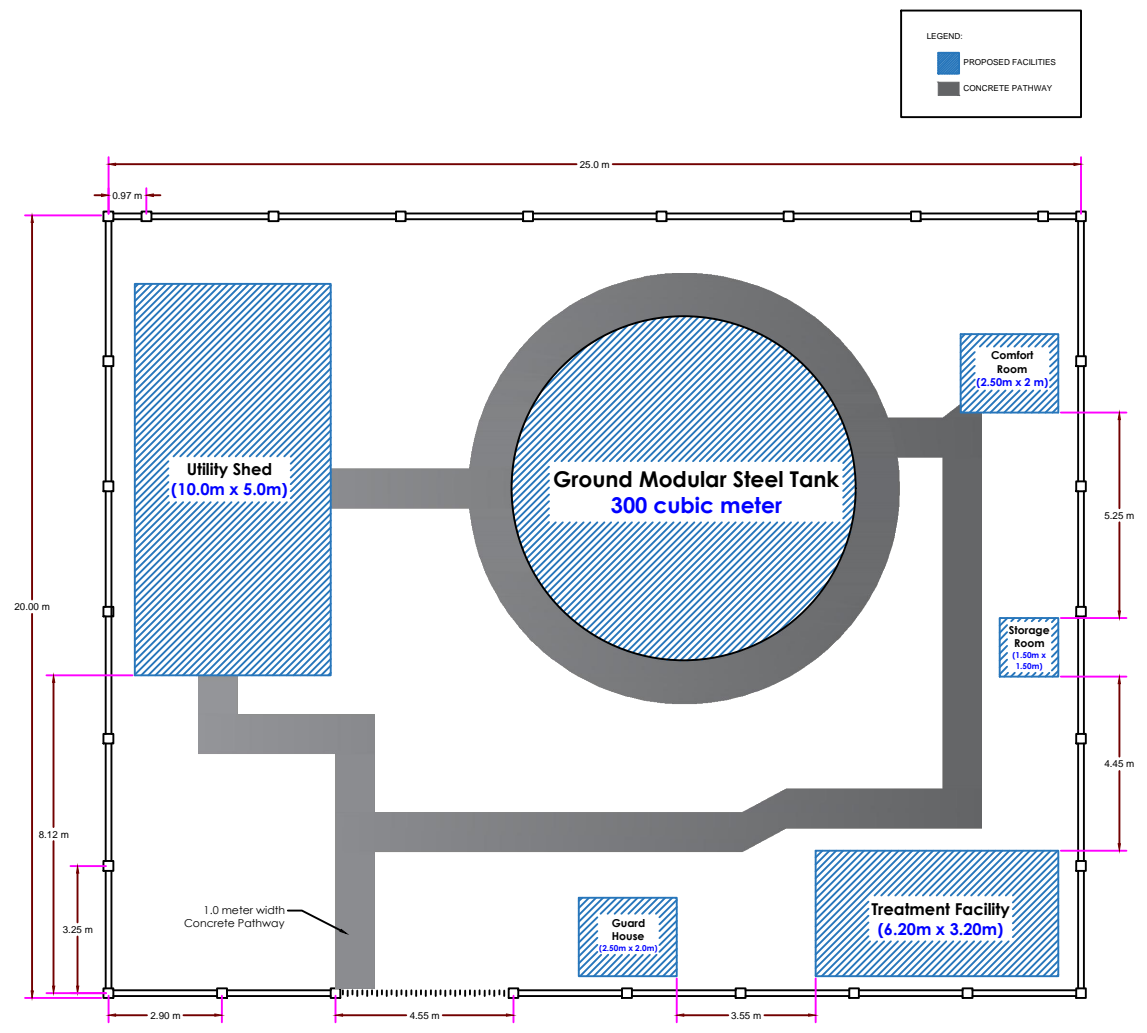 LEGEND:
PROPOSED FACILITIES
CONCRETE PATHWAY
25.0 m
0.97 m
Comfort
Room
(2.50m x 2 m)
Utility Shed
(10.0m x 5.0m)
Ground Modular Steel Tank
300 cubic meter
5.25 m
20.00 m
Storage
Room
(1.50m x
1.50m)
4.45 m
8.12 m
3.25 m
1.0 meter width
Concrete Pathway
Guard
House
(2.50m x 2.0m)
Treatment Facility
(6.20m x 3.20m)
2.90 m
4.55 m
3.55 m